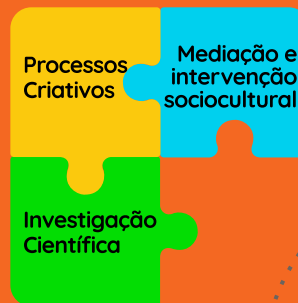 Processos
Criativos
Mediação e
intervenção
sociocultural
Investigação
Científica